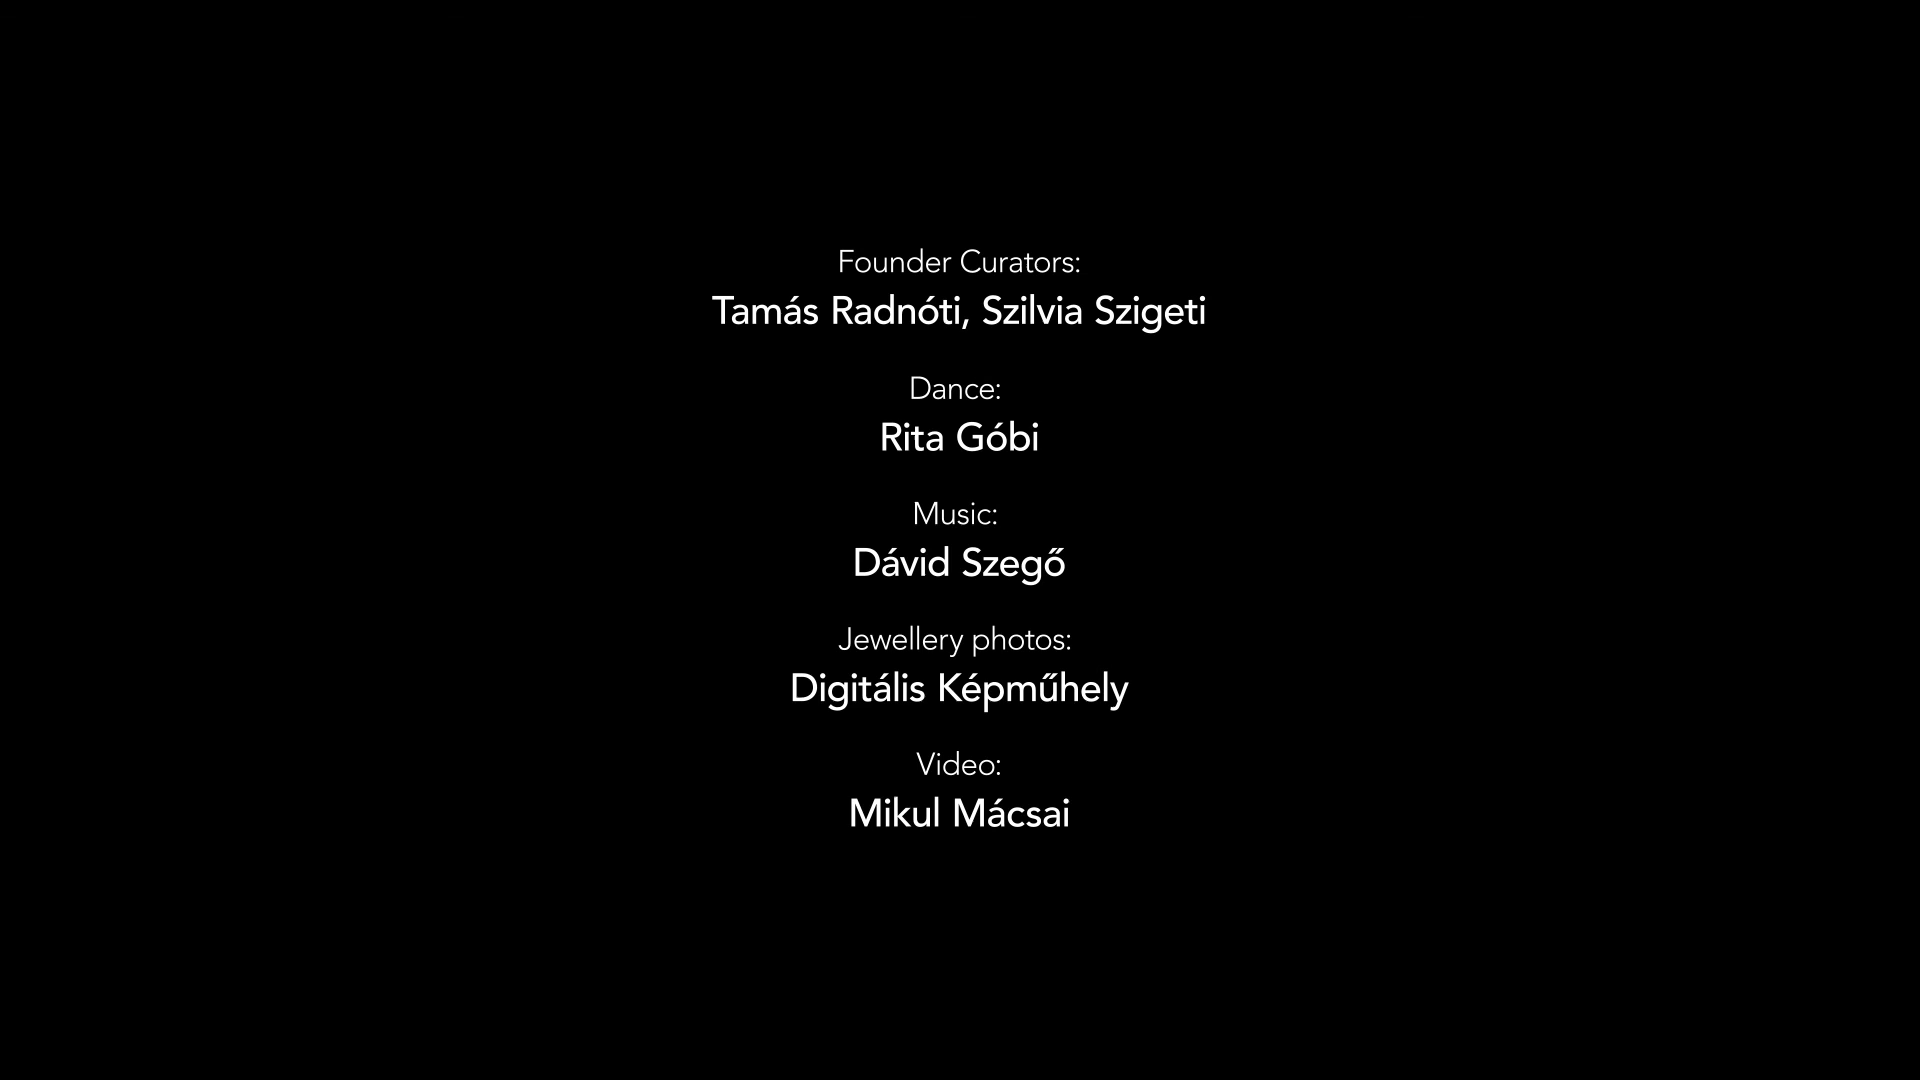 Founder Curators:
Tamás Radnóti, Szilvia Szigeti
Dance:
Rita Góbi
Music:
Dávid Szegő
Jewellery photos:
Digitális Képműhely
Video:
Mikul Mácsai